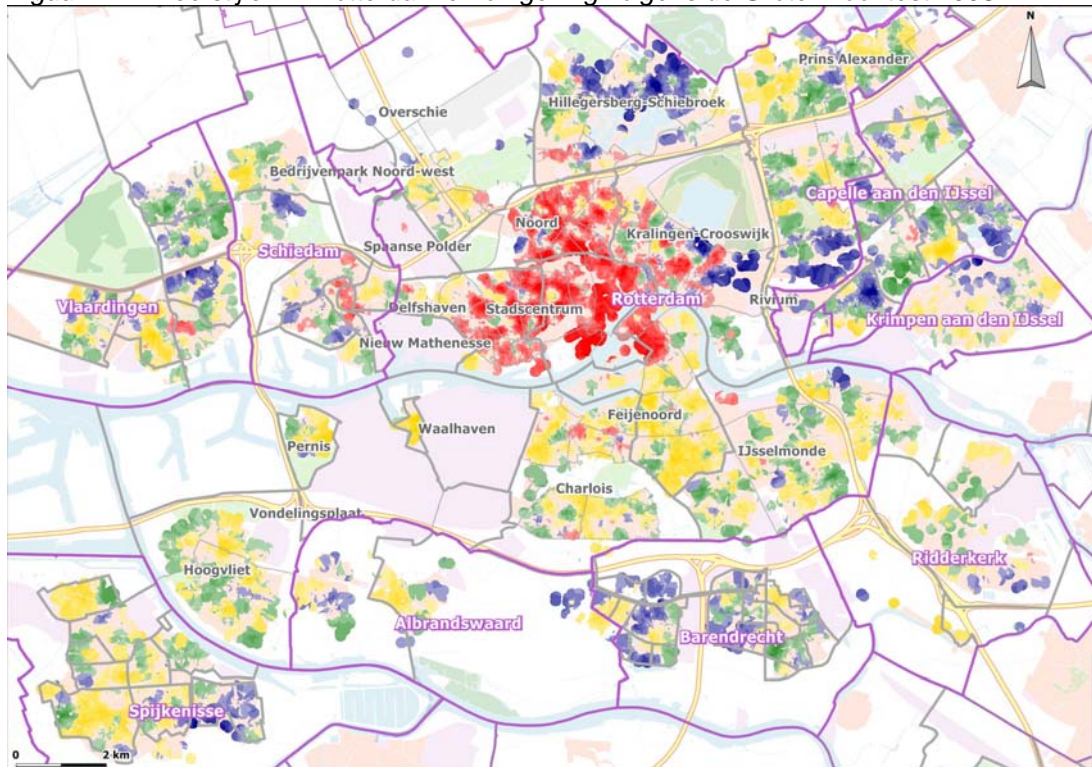 N
Prins Alexander
Hillegersberg-Schiebroek
Overschie
Bedrijvenpark Noord-west
Capelle aan den IJssel
Noord
Kralingen-Crooswijk
Spaanse Polder
Schiedam
Vlaardingen
Delfshaven
Stadscentrum
Rotterdam
Rivium
Krimpen aan den IJssel
Nieuw Mathenesse
Feijenoord
Pernis
Waalhaven
IJsselmonde
Charlois
Vondelingsplaat
Ridderkerk
Hoogvliet
Albrandswaard
Barendrecht
Spijkenisse
0 2 km